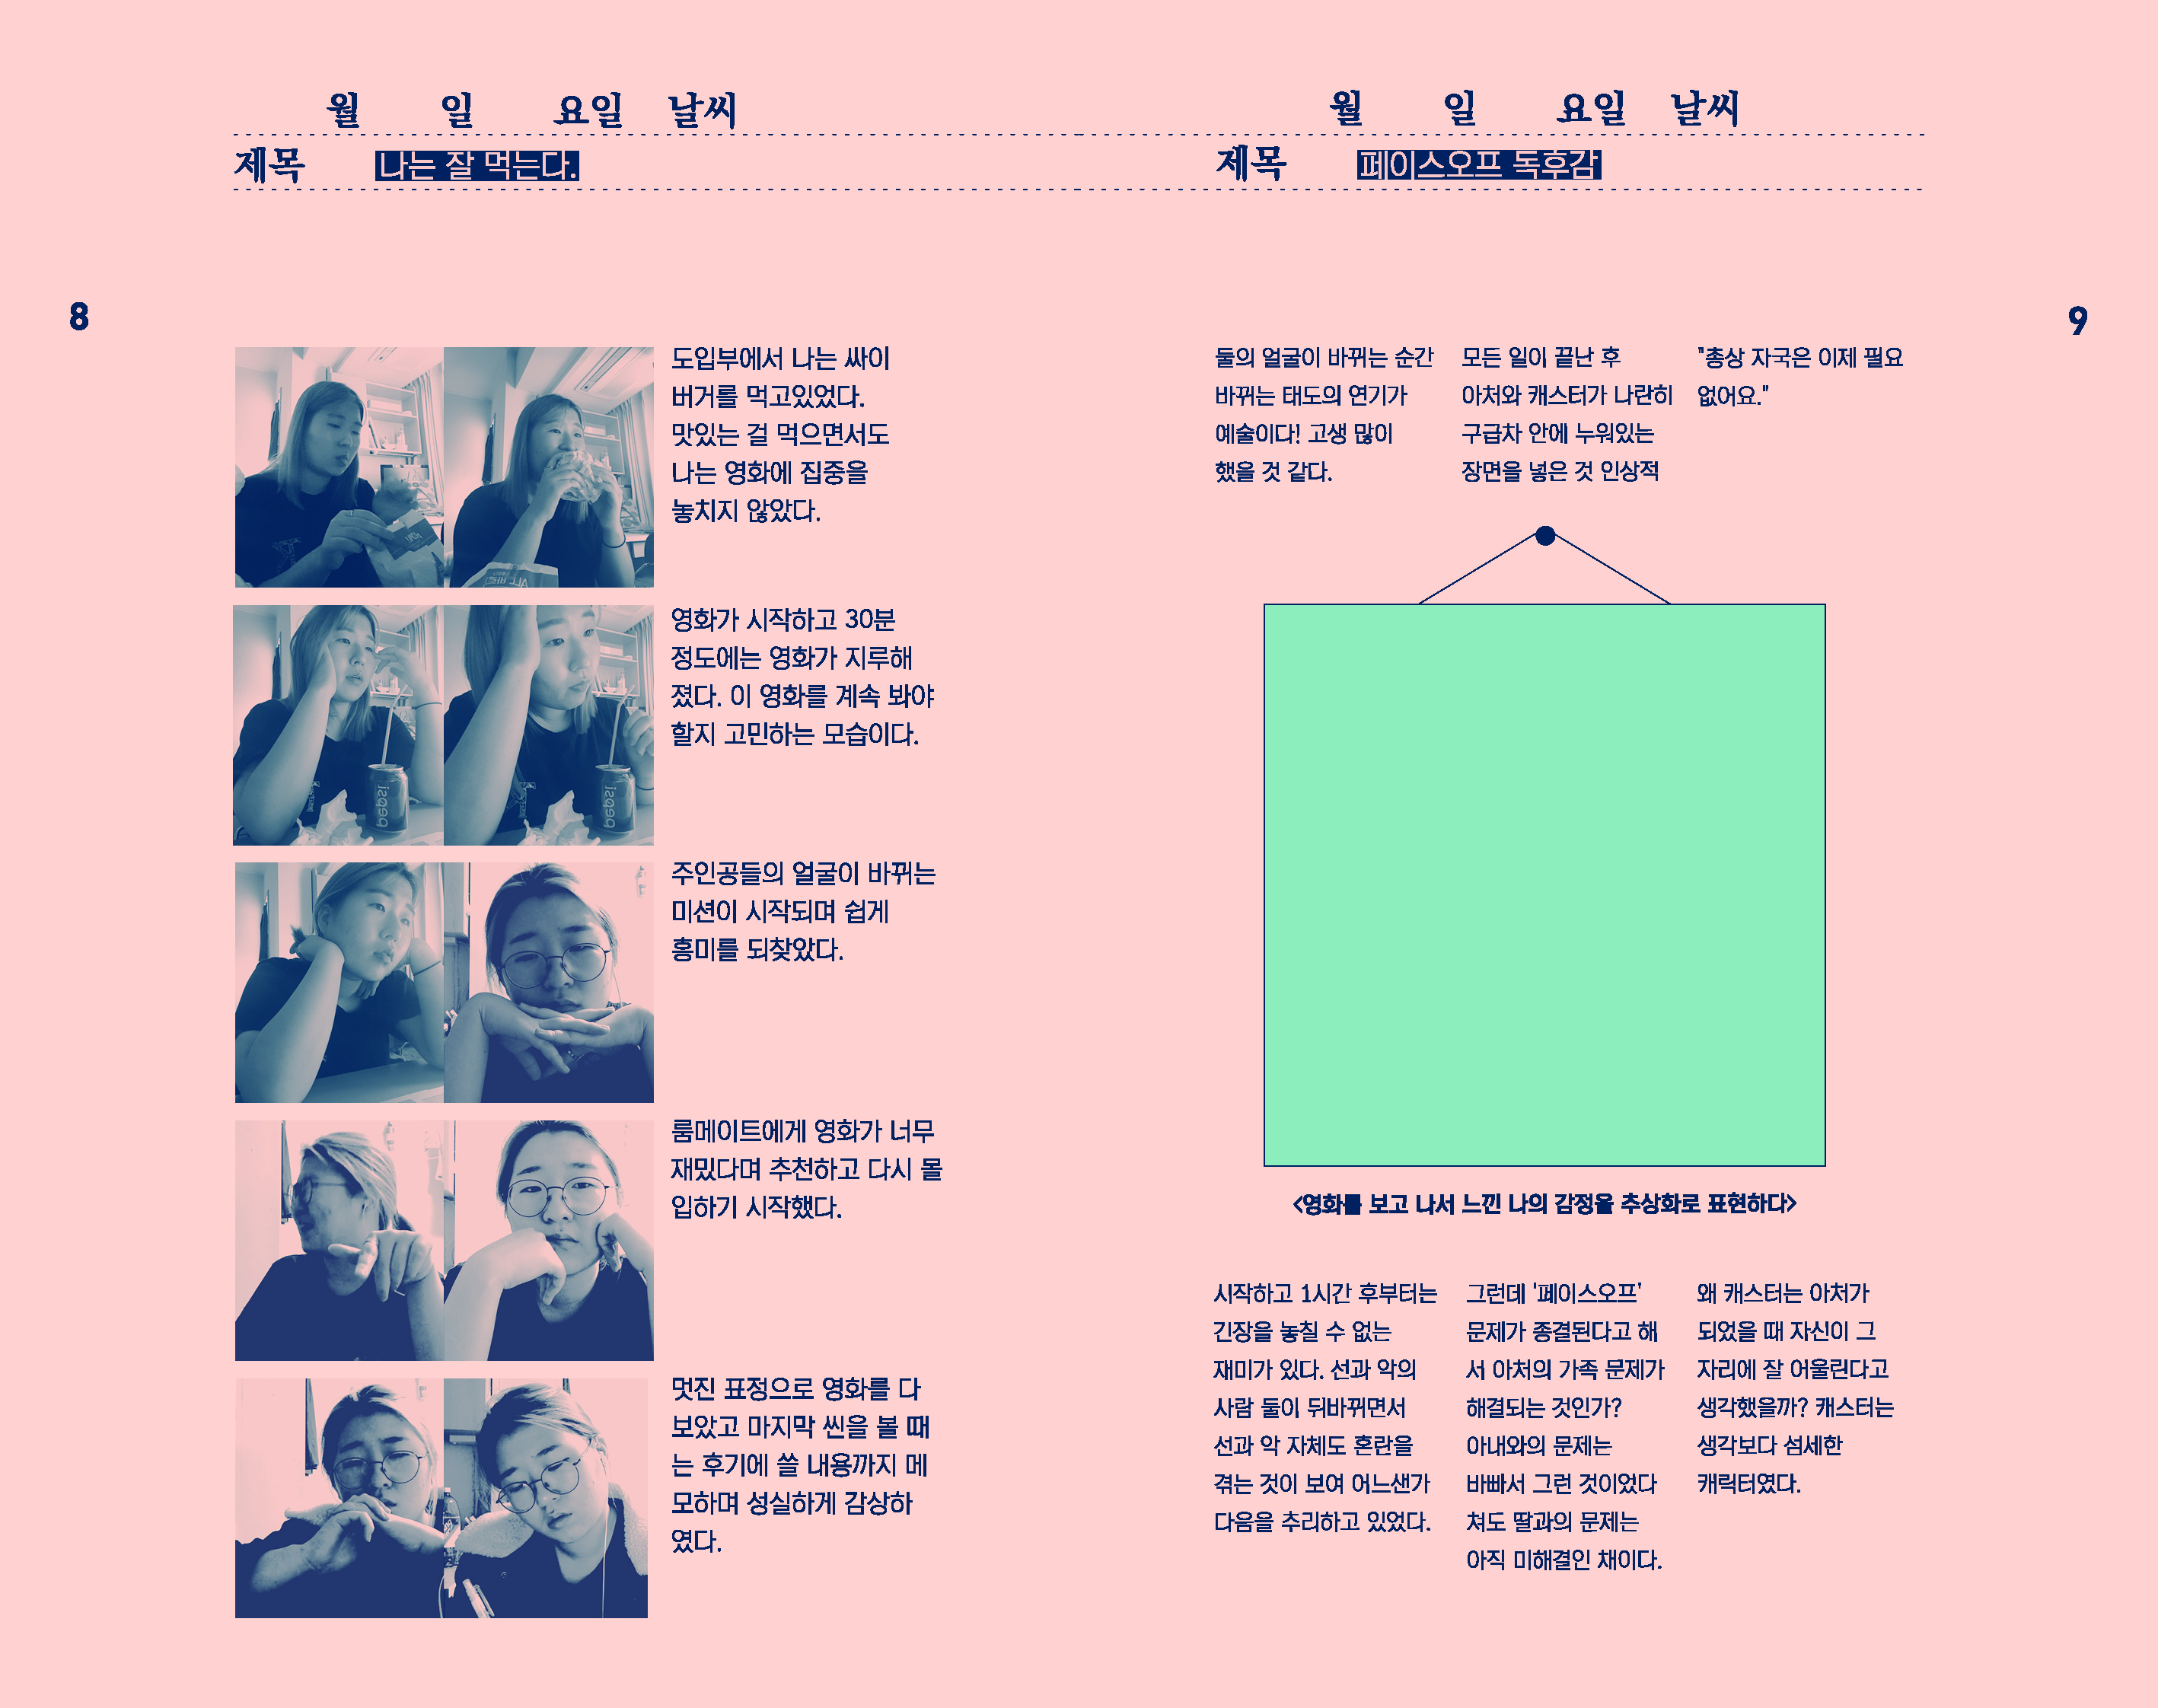 월 일 요일 날씨
제목 나는 잘 먹는다.
8
도입부에서 나는 싸이
버거를 먹고있었다.
맛있는 걸 먹으면서도
나는 영화에 집중을
놓치지 않았다.
영화가 시작하고 30분
정도에는 영화가 지루해
졌다. 이 영화를 계속 봐야
할지 고민하는 모습이다.
pepsi
pepsi
주인공들의 얼굴이 바뀌는
미션이 시작되며 쉽게
흥미를 되찾았다.
룸메이트에게 영화가 너무
재밌다며 추천하고 다시 몰
입하기 시작했다.
멋진 표정으로 영화를 다
보았고 마지막 씬을 볼 때
는 후기에 쓸 내용까지 메
모하며 성실하게 감상하
였다.
월 일 요일 날씨
제목 페이스오프 독후감
9
둘의 얼굴이 바뀌는 순간
바뀌는 태도의 연기가
예술이다! 고생 많이
했을 것 같다.
모든 일이 끝난 후
아처와 캐스터가 나란히
구급차 안에 누워있는
장면을 넣은 것 인상적
"총상 자국은 이제 필요
없어요."
<영화를 보고 나서 느낀 나의 감정을 추상화로 표현하다>
시작하고 1시간 후부터는
긴장을 놓칠 수 없는
재미가 있다. 선과 악의
사람 둘이 뒤바뀌면서
선과 악 자체도 혼란을
겪는 것이 보여 어느샌가
다음을 추리하고 있었다.
그런데 '페이스오프'
문제가 종결된다고 해
서 아처의 가족 문제가
해결되는 것인가?
아내와의 문제는
바빠서 그런 것이었다
쳐도 딸과의 문제는
아직 미해결인 채이다.
왜 캐스터는 아처가
되었을 때 자신이 그
자리에 잘 어울린다고
생각했을까? 캐스터는
생각보다 섬세한
캐릭터였다.